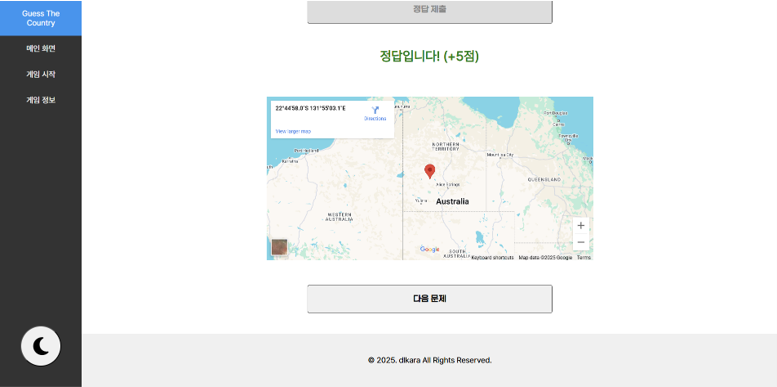 Guess The
Country
메인 화면
게임 시작
게임 정보
정답 제출
정답입니다! (+5점)
22°44'58.0"S 131°55'03.1"E
Directions
View larger map
NORTHERN
TERRITORY
QUEENSLAND
Australia
WESTERN
AUSTRALIA
SOUTH
AUSTRALIA
Google
Keyboard shortcuts
Map data ©2025 Google
Terms
다음 문제
© 2025. dlkara All Rights Reserved.